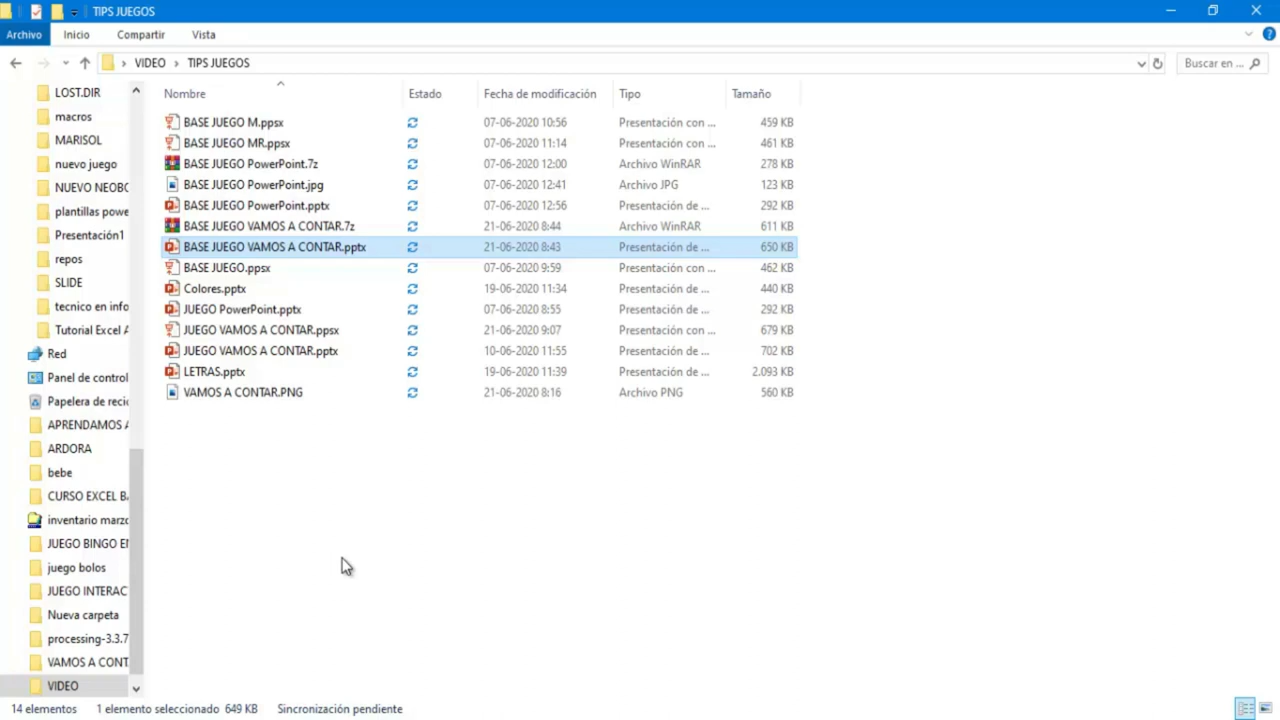 TIPS JUEGOS
Archivo Inicio Compartir Vista
VIDEO TIPS JUEGOS Buscar en ...
LOST.DIR
macros
MARISOL
nuevo juego
NUEVO NEOBO
plantillas powe
Presentación1
repos
SLIDE
tecnico en info
Tutorial Excel A
Red
Panel de control
Papelera de recic
APRENDAMOS A
ARDORA
bebe
CURSO EXCEL BA
inventario marzo
JUEGO BINGO EN
juego bolos
JUEGO INTERAC
Nueva carpeta
processing-3.3.7
VAMOS A CONT
VIDEO
Nombre Estado Fecha de modificación Tipo Tamaño
BASE JUEGO M.ppsx 07-06-2020 10:56 Presentación con ... 459 KB
BASE JUEGO MR.ppsx 07-06-2020 11:14 Presentación con ... 461 KB
BASE JUEGO PowerPoint.7z 07-06-2020 12:00 Archivo WinRAR 278 KB
BASE JUEGO PowerPoint.jpg 07-06-2020 12:41 Archivo JPG 123 KB
BASE JUEGO PowerPoint.pptx 07-06-2020 12:56 Presentación de ... 292 KB
BASE JUEGO VAMOS A CONTAR.7z 21-06-2020 8:44 Archivo WinRAR 611 KB
BASE JUEGO VAMOS A CONTAR.pptx 21-06-2020 8:43 Presentación de ... 650 KB
BASE JUEGO.ppsx 07-06-2020 9:59 Presentación con ... 462 KB
Colores.pptx 19-06-2020 11:34 Presentación de ... 440 KB
JUEGO PowerPoint.pptx 07-06-2020 8:55 Presentación de ... 292 KB
JUEGO VAMOS A CONTAR.ppsx 21-06-2020 9:07 Presentación con ... 679 KB
JUEGO VAMOS A CONTAR.pptx 10-06-2020 11:55 Presentación de ... 702 KB
LETRAS.pptx 19-06-2020 11:39 Presentación de ... 2.093 KB
VAMOS A CONTAR.PNG 21-06-2020 8:16 Archivo PNG 560 KB
14 elementos 1 elemento seleccionado 649 KB Sincronización pendiente